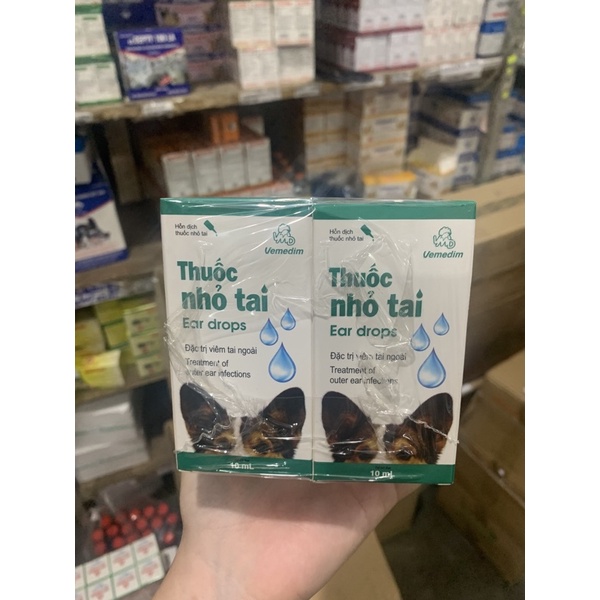 Hỗn dịch
thuốc nhỏ tai
Vemedim
Thuốc
nhỏ tai
Ear drops
Đặc trị viêm tai ngoài
Treatment of
outer ear infections
10 mL
Hỗn dịch
thuốc nhỏ tai
Vemedim
Thuốc
nhỏ tai
Ear drops
Đặc trị viêm tai ngoài
Treatment of
outer ear infections
10 mL